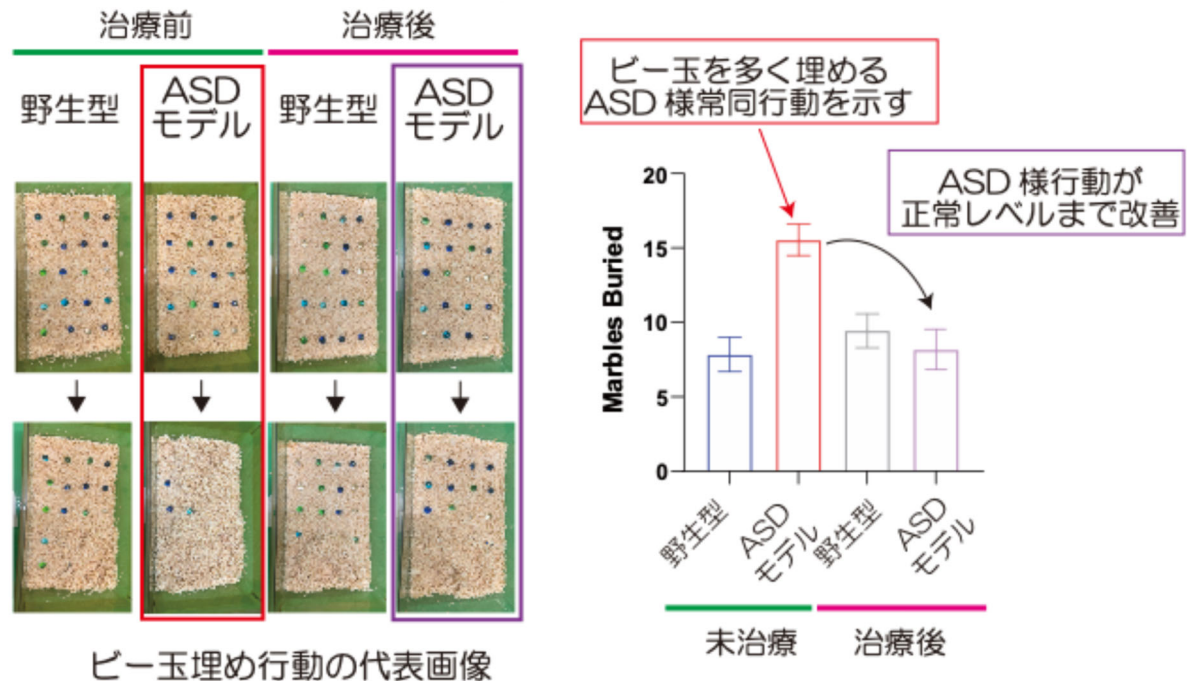 治療前
治療後
野生型
ASD
モデル
野生型
ASD
モデル
ビー玉埋め行動の代表画像
ビー玉を多く埋める
ASD 様常同行動を示す
ASD 様行動が
正常レベルまで改善
Marbles Buried
20
15
10
5
0
野生型
ASD
モデル
野生型
ASD
モデル
未治療
治療後